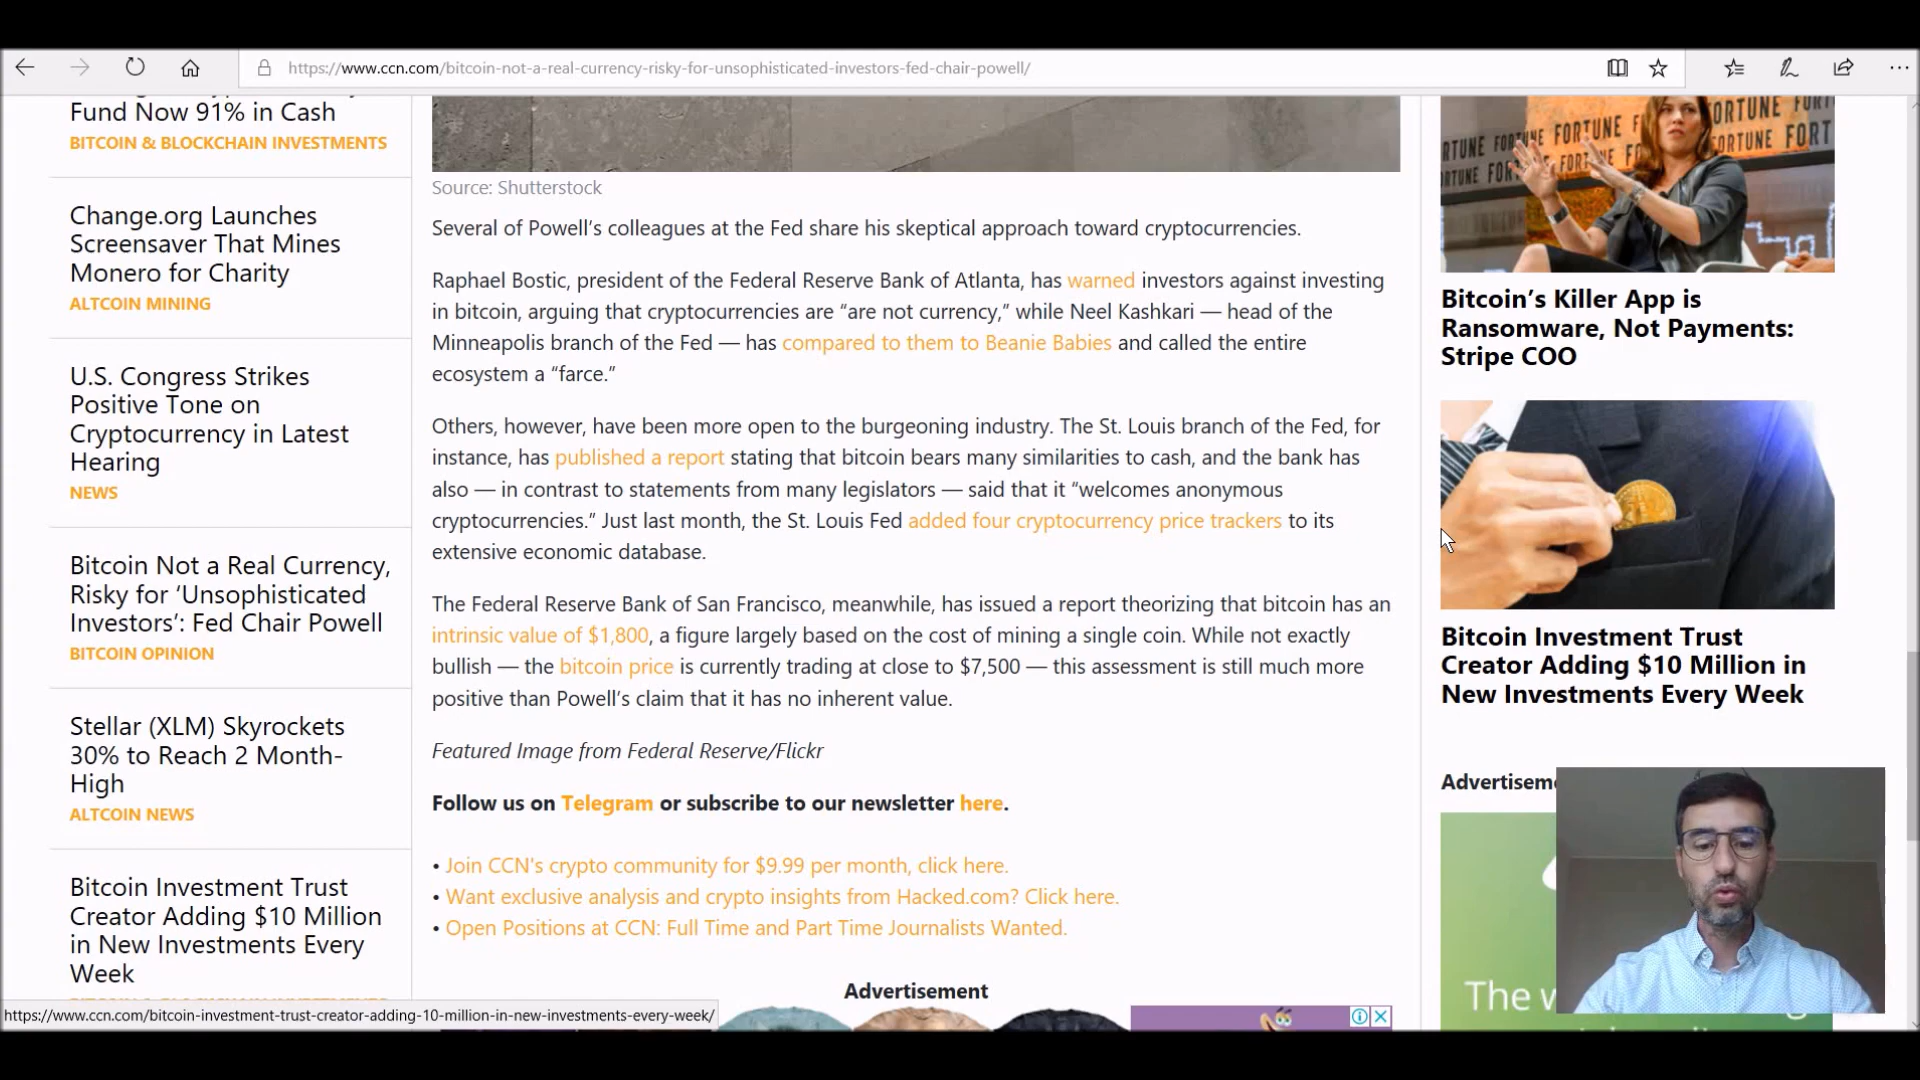 https://www.ccn.com/bitcoin-not-a-real-currency-risky-for-unsophisticated-investors-fed-chair-powell/
Fund Now 91% in Cash
BITCOIN & BLOCKCHAIN INVESTMENTS
Change.org Launches
Screensaver That Mines
Monero for Charity
ALTCOIN MINING
U.S. Congress Strikes
Positive Tone on
Cryptocurrency in Latest
Hearing
NEWS
Bitcoin Not a Real Currency,
Risky for ‘Unsophisticated
Investors’: Fed Chair Powell
BITCOIN OPINION
Stellar (XLM) Skyrockets
30% to Reach 2 Month-
High
ALTCOIN NEWS
Bitcoin Investment Trust
Creator Adding $10 Million
in New Investments Every
Week
https://www.ccn.com/bitcoin-investment-trust-creator-adding-10-million-in-new-investments-every-week/
Source: Shutterstock
Several of Powell’s colleagues at the Fed share his skeptical approach toward cryptocurrencies.
Raphael Bostic, president of the Federal Reserve Bank of Atlanta, has warned investors against investing
in bitcoin, arguing that cryptocurrencies are “are not currency,” while Neel Kashkari — head of the
Minneapolis branch of the Fed — has compared to them to Beanie Babies and called the entire
ecosystem a “farce.”
Others, however, have been more open to the burgeoning industry. The St. Louis branch of the Fed, for
instance, has published a report stating that bitcoin bears many similarities to cash, and the bank has
also — in contrast to statements from many legislators — said that it “welcomes anonymous
cryptocurrencies.” Just last month, the St. Louis Fed added four cryptocurrency price trackers to its
extensive economic database.
The Federal Reserve Bank of San Francisco, meanwhile, has issued a report theorizing that bitcoin has an
intrinsic value of $1,800, a figure largely based on the cost of mining a single coin. While not exactly
bullish — the bitcoin price is currently trading at close to $7,500 — this assessment is still much more
positive than Powell’s claim that it has no inherent value.
Featured Image from Federal Reserve/Flickr
Follow us on Telegram or subscribe to our newsletter here.
• Join CCN's crypto community for $9.99 per month, click here.
• Want exclusive analysis and crypto insights from Hacked.com? Click here.
• Open Positions at CCN: Full Time and Part Time Journalists Wanted.
Advertisement
FORTUNE
FORTUNE FORTUNE
Bitcoin’s Killer App is
Ransomware, Not Payments:
Stripe COO
Bitcoin Investment Trust
Creator Adding $10 Million in
New Investments Every Week
Advertisem
The w